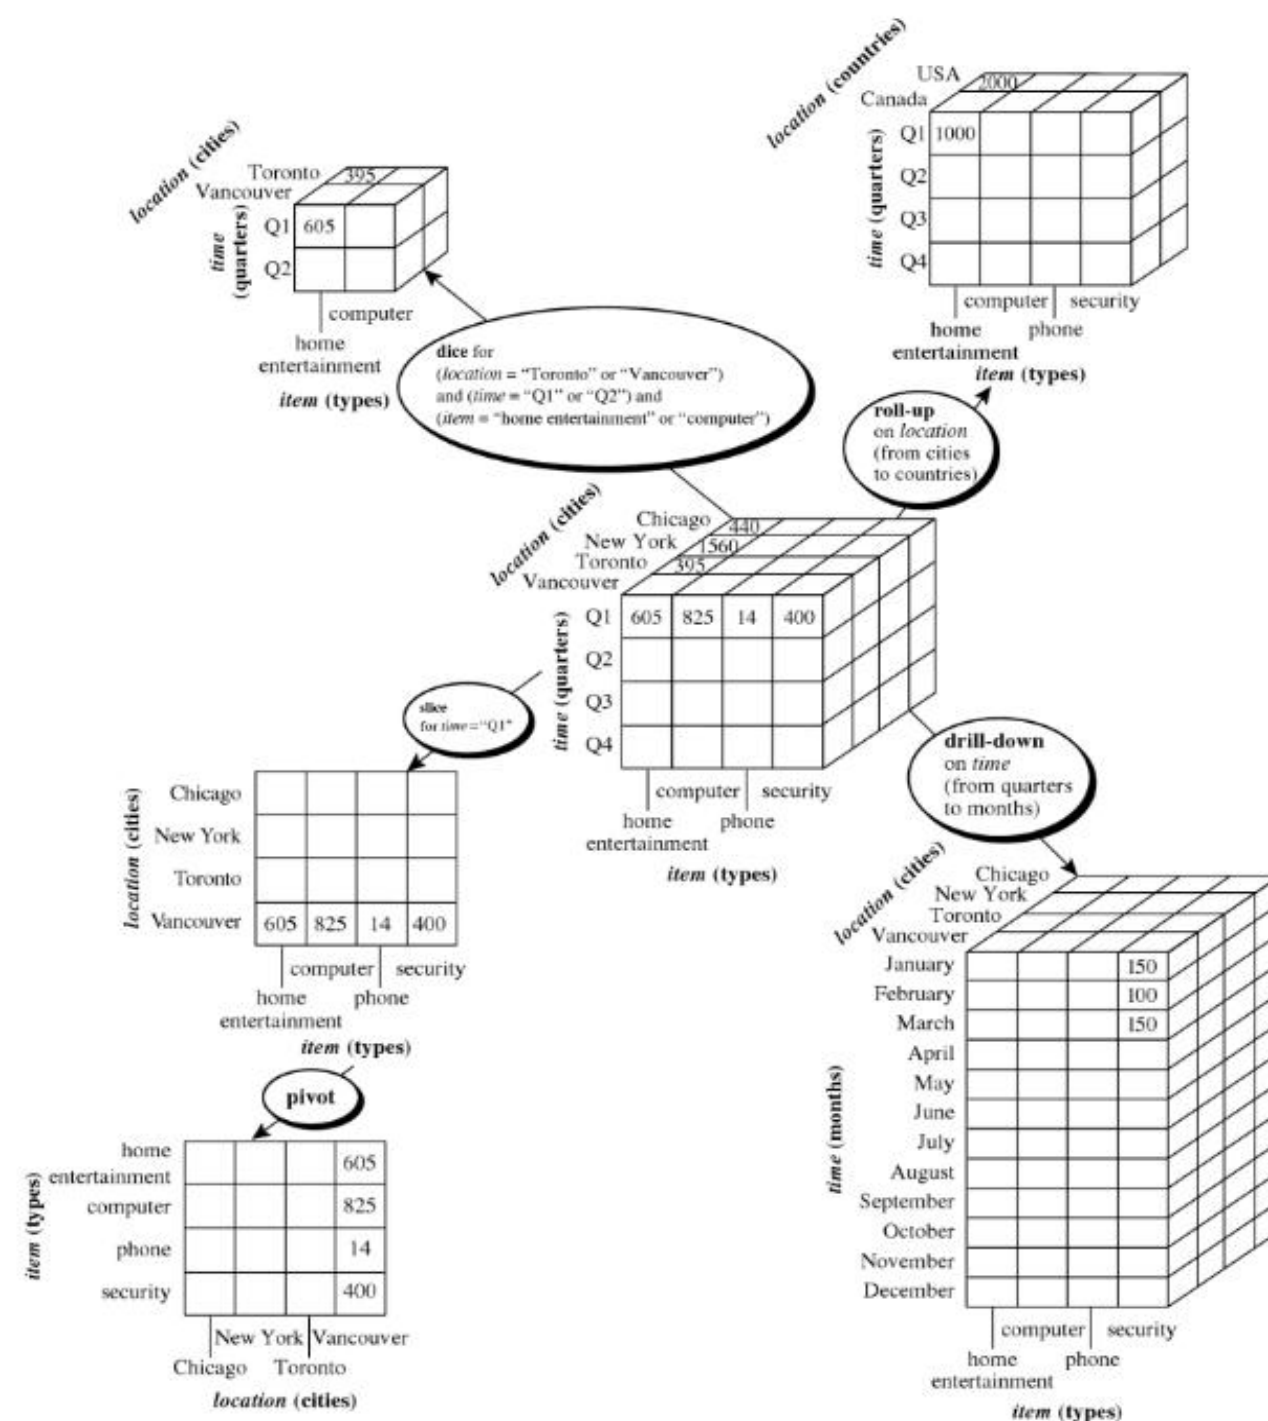 location (cities)
Toronto
395
Vancouver
time
(quarters)
Q1
605
Q2
computer
home
entertainment
item (types)
location (countries)
USA
2000
Canada
time (quarters)
Q1
1000
Q2
Q3
Q4
computer
security
home
phone
entertainment
item (types)
dice for
(location = “Toronto” or “Vancouver”)
and (time = “Q1” or “Q2”) and
(item = “home entertainment” or “computer”)
roll-up
on location
(from cities
to countries)
location (cities)
Chicago
440
New York
1560
Toronto
395
Vancouver
time (quarters)
Q1
605 825 14 400
Q2
Q3
Q4
computer
security
home
phone
entertainment
item (types)
slice
for time = “Q1”
location (cities)
Chicago
New York
Toronto
Vancouver
605 825 14 400
computer
security
home
phone
entertainment
item (types)
drill-down
on time
(from quarters
to months)
location (cities)
Chicago
New York
Toronto
Vancouver
time (months)
January
150
February
100
March
150
April
May
June
July
August
September
October
November
December
computer
security
home
phone
entertainment
item (types)
pivot
item (types)
home
entertainment
605
computer
825
phone
14
security
400
New York
Vancouver
Chicago
Toronto
location (cities)